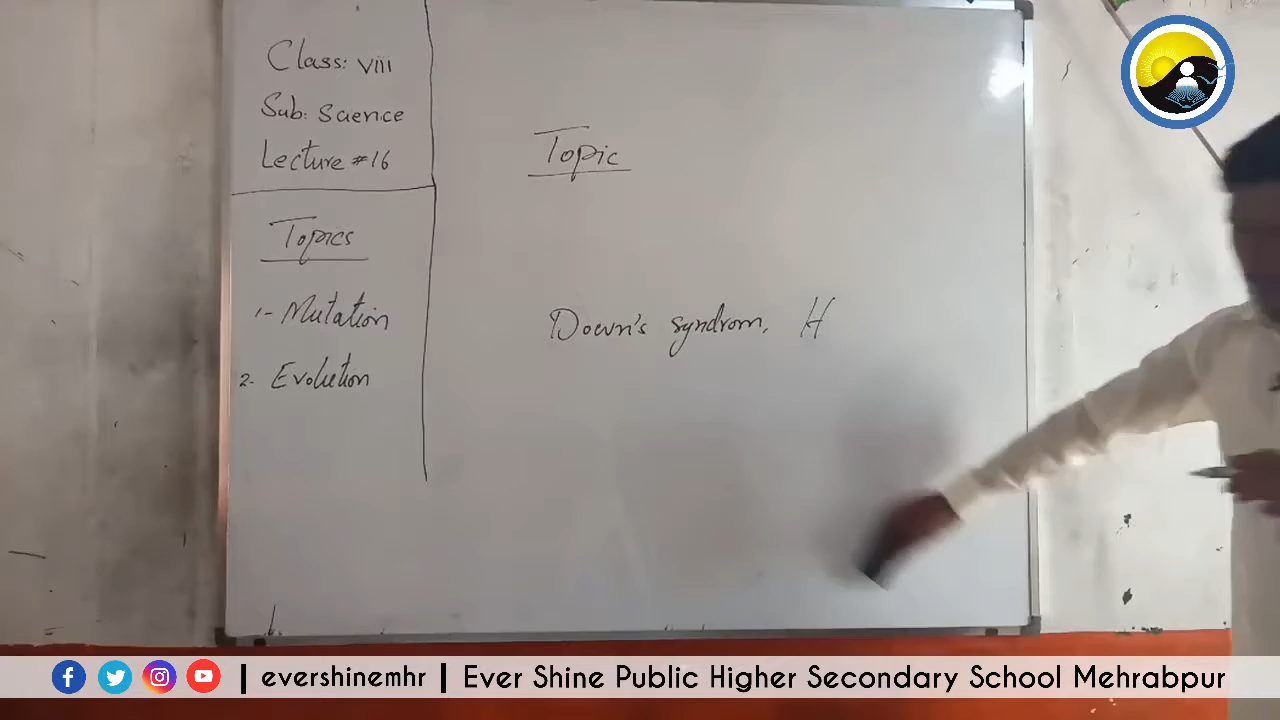 Class: VIII
Sub: Science
Lecture #16
Topics
1- Mutation
2. Evolution
Topic
Down's syndrom, H
| evershinemhr | Ever Shine Public Higher Secondary School Mehrabpur